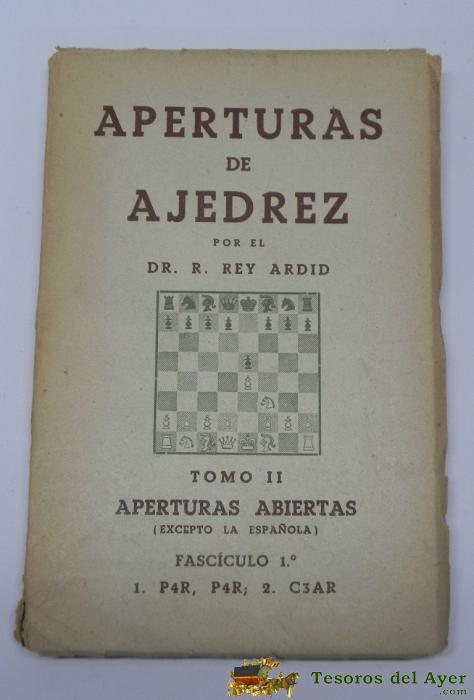 APERTURAS
DE
AJEDREZ
POR EL
DR. R. REY ARDID
TOMO II
APERTURAS ABIERTAS
(EXCEPTO LA ESPAÑOLA)
FASCÍCULO 1.º
1. P4R, P4R; 2. C3AR
Tesoros del Ayer
.com